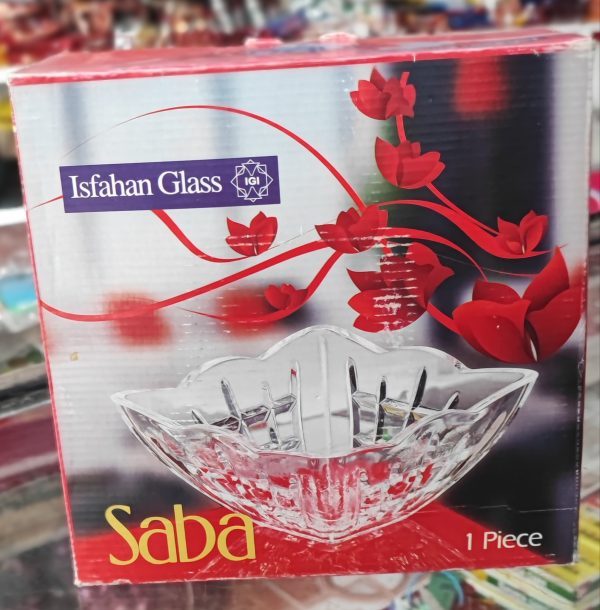 Isfahan Glass
IGI
Saba
1 Piece